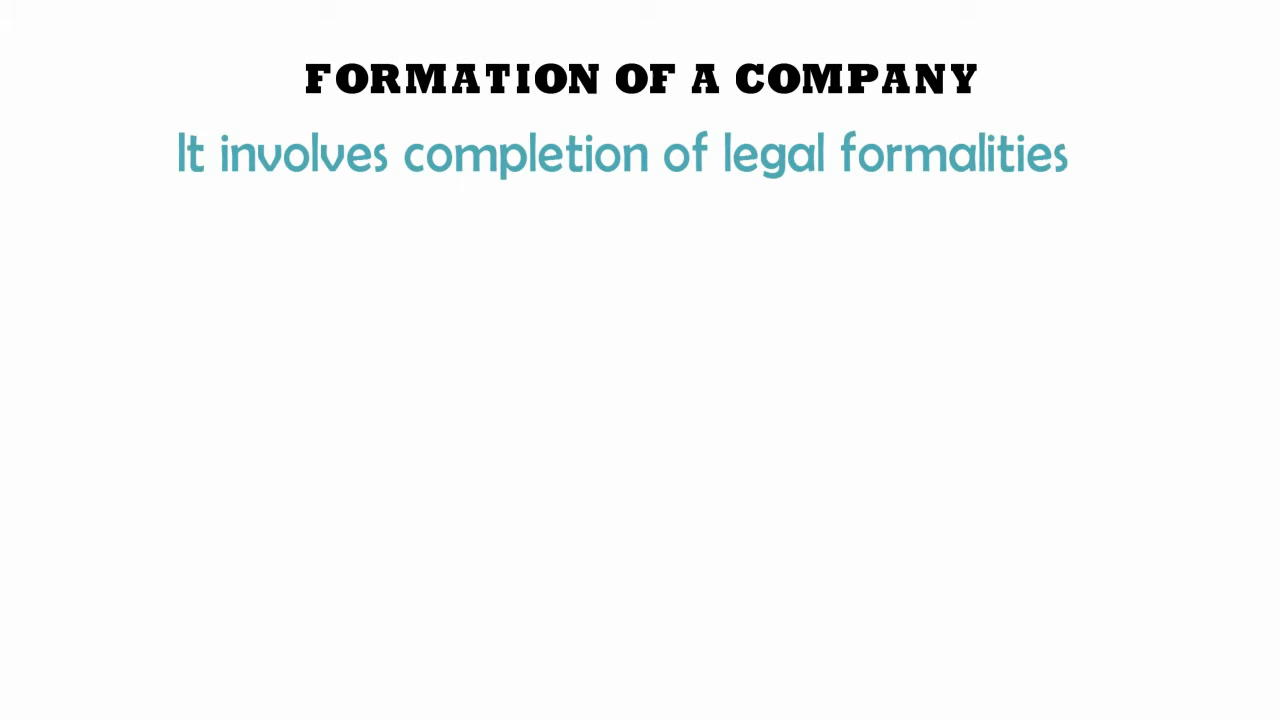 FORMATION OF A COMPANY
It involves completion of legal formalities